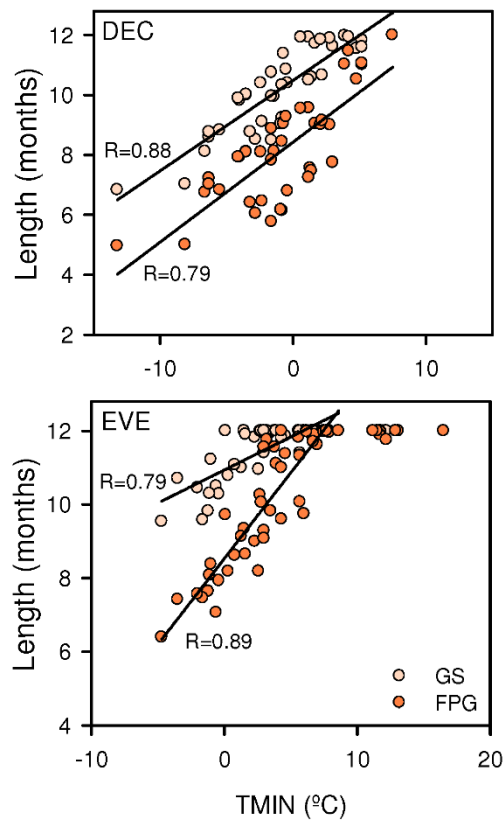 DEC
Length (months)
12
10
8
6
4
2
R=0.88
R=0.79
-10
0
10
EVE
Length (months)
12
10
8
6
4
R=0.79
R=0.89
GS
FPG
-10
0
10
20
TMIN (ºC)